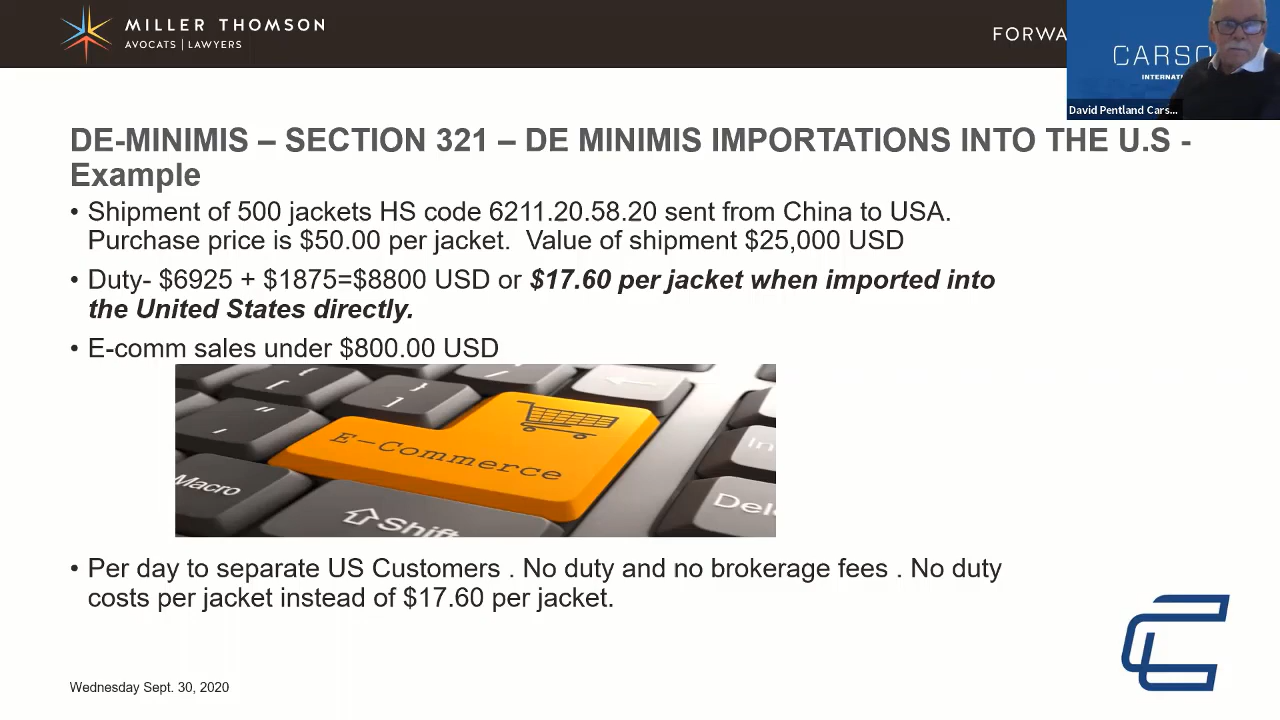 MILLER THOMSON
AVOCATS | LAWYERS
FORWA
CARSO
INTERNATI
David Pentland Cars...
DE-MINIMIS – SECTION 321 – DE MINIMIS IMPORTATIONS INTO THE U.S -
Example
• Shipment of 500 jackets HS code 6211.20.58.20 sent from China to USA.
Purchase price is $50.00 per jacket. Value of shipment $25,000 USD
• Duty- $6925 + $1875=$8800 USD or $17.60 per jacket when imported into
the United States directly.
• E-comm sales under $800.00 USD
E-Commerce
Macro
Shift
In
Del
• Per day to separate US Customers . No duty and no brokerage fees . No duty
costs per jacket instead of $17.60 per jacket.
Wednesday Sept. 30, 2020